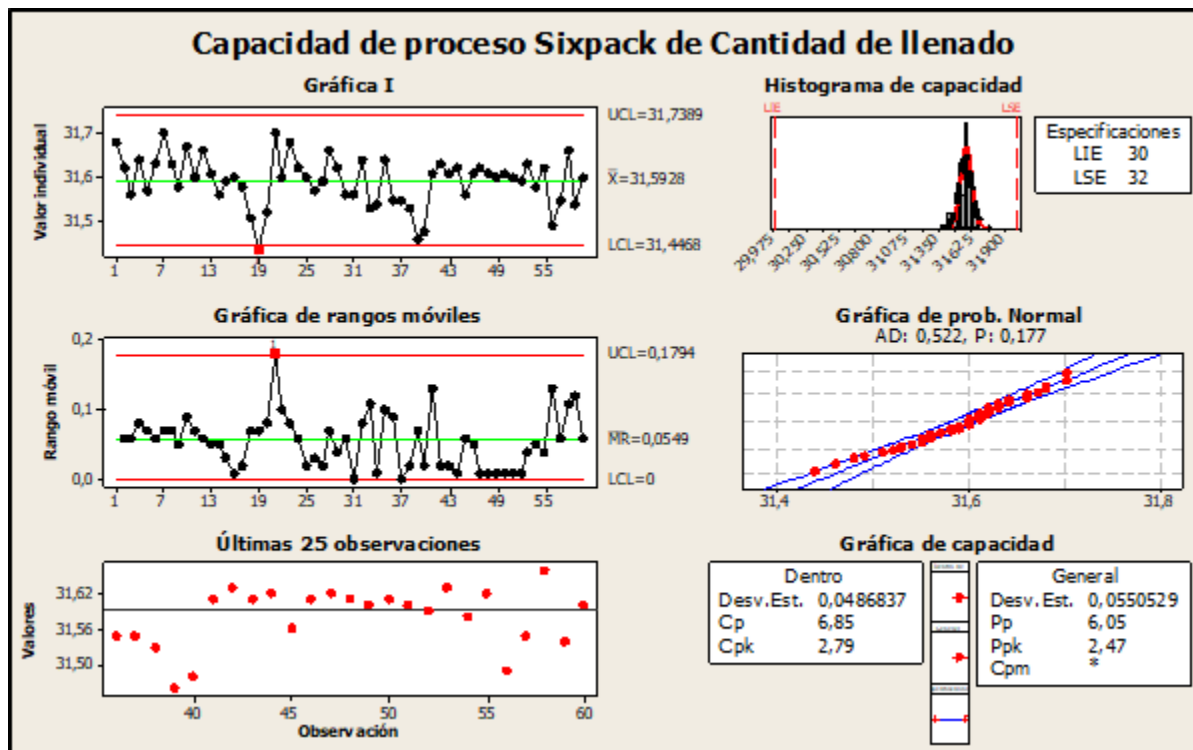 Capacidad de proceso Sixpack de Cantidad de llenado
Gráfica I
Valor individual
31,7
31,6
31,5
1 7 13 19 25 31 37 43 49 55
UCL=31,7389
X=31,5928
LCL=31,4468
Histograma de capacidad
LIE LSE
29,975 30,250 30,525 30,800 31,075 31,350 31,625 31,900
Especificaciones
LIE 30
LSE 32
Gráfica de rangos móviles
Rango móvil
0,2
0,1
0,0
1 7 13 19 25 31 37 43 49 55
UCL=0,1794
MR=0,0549
LCL=0
Gráfica de prob. Normal
AD: 0,522, P: 0,177
31,4 31,6 31,8
Últimas 25 observaciones
Valores
31,62
31,56
31,50
40 45 50 55 60
Observación
Gráfica de capacidad
Dentro
Desv.Est. 0,0486837
Cp 6,85
Cpk 2,79
General
Desv.Est. 0,0550529
Pp 6,05
Ppk 2,47
Cpm *